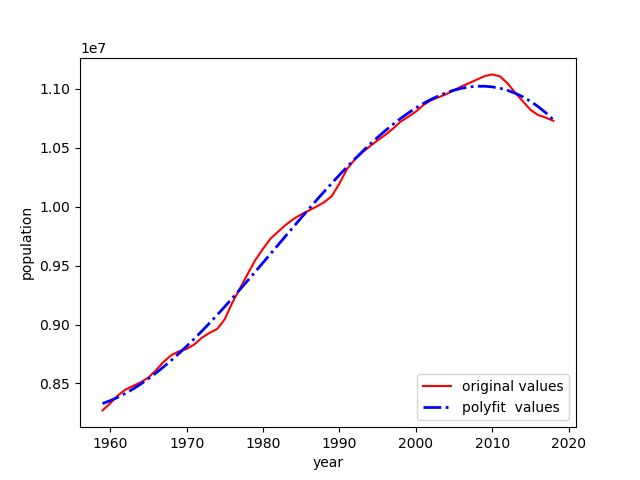 1e7
1.10
1.05
1.00
0.95
0.90
0.85
population
original values
polyfit  values
1960 1970 1980 1990 2000 2010 2020
year